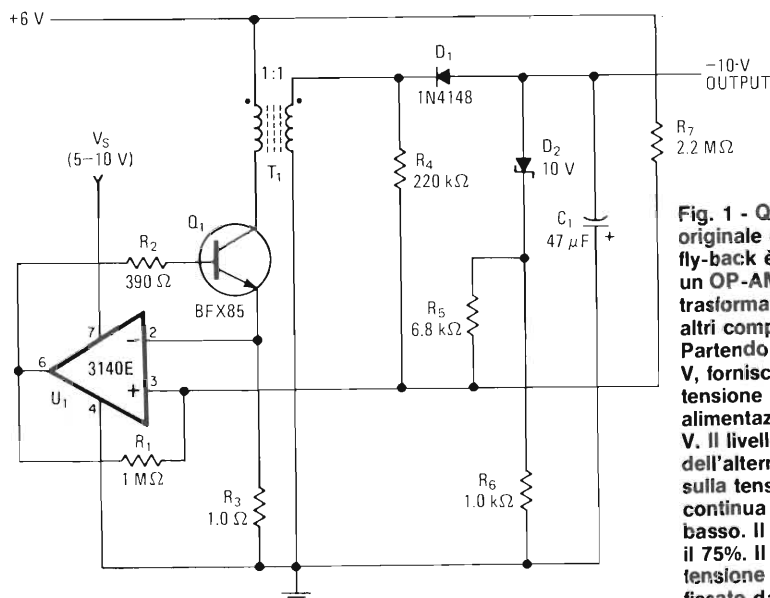 +6 V
1:1
T₁
D₁
1N4148
−10-V
OUTPUT
V_S
(5–10 V)
R₄
220 kΩ
D₂
10 V
R₇
2.2 MΩ
Q₁
BFX85
R₂
390 Ω
C₁
47 µF
+
R₅
6.8 kΩ
7
2
−
6
3140E
3
+
4
U₁
R₁
1 MΩ
R₃
1.0 Ω
R₆
1.0 kΩ
Fig. 1 -
originale
fly-back è
un OP-AM
trasforma
altri comp
Partendo
V, fornisc
tensione
alimentaz
V. Il livell
dell'altern
sulla tens
continua
basso. Il
il 75%. Il
tensione